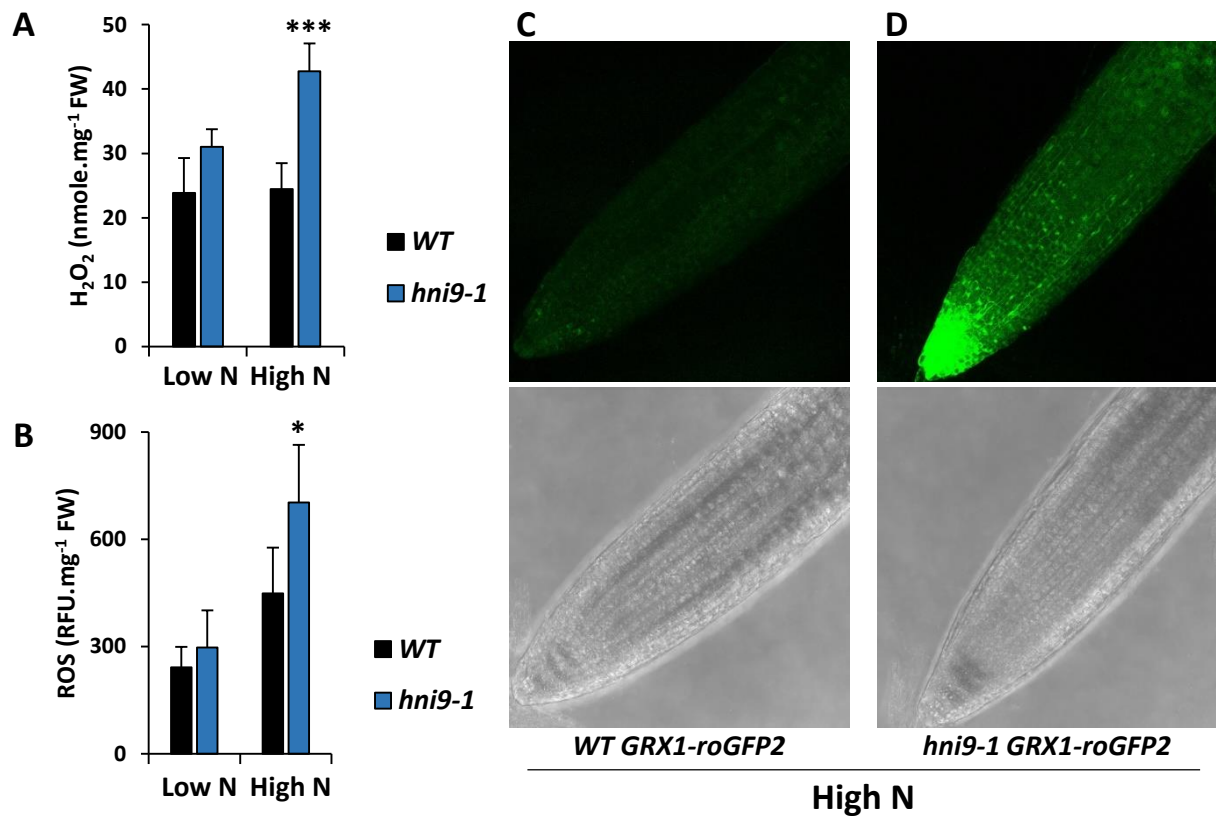 A
H₂O₂ (nmole.mg⁻¹ FW)
50
40
30
20
10
0
***
Low N
High N
WT
hni9-1
B
ROS (RFU.mg⁻¹ FW)
900
600
300
0
*
Low N
High N
WT
hni9-1
C
D
WT GRX1-roGFP2
hni9-1 GRX1-roGFP2
High N